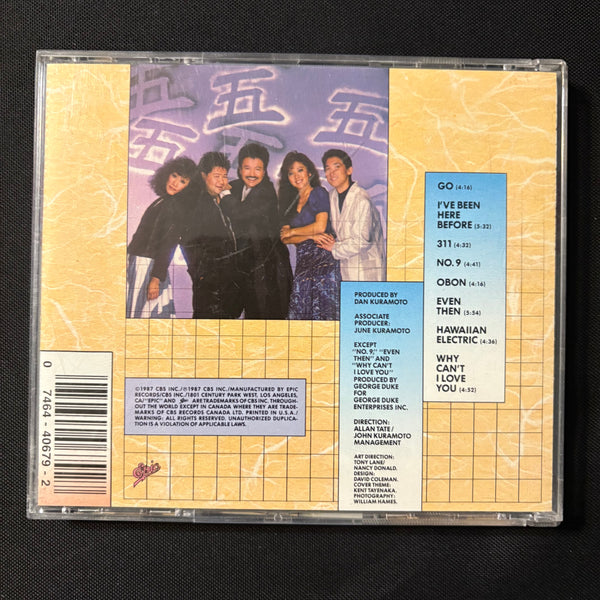 五
五
五
五
五
GO (4:16)
I'VE BEEN
HERE
BEFORE (5:32)
311 (4:32)
NO. 9 (4:41)
OBON (4:16)
EVEN
THEN (5:54)
HAWAIIAN
ELECTRIC (4:36)
WHY
CAN'T
I LOVE
YOU (4:52)
PRODUCED BY
DAN KURAMOTO
ASSOCIATE
PRODUCER:
JUNE KURAMOTO
EXCEPT
"NO. 9," "EVEN
THEN" AND
"WHY CAN'T
I LOVE YOU"
PRODUCED BY
GEORGE DUKE
FOR
GEORGE DUKE
ENTERPRISES INC.
DIRECTION:
ALLAN TATE/
JOHN KURAMOTO
MANAGEMENT
ART DIRECTION:
TONY LANE/
NANCY DONALD.
DESIGN:
DAVID COLEMAN.
COVER THEME:
KENT TAYENAKA.
PHOTOGRAPHY:
WILLIAM HAMES.
©1987 CBS INC./℗1987 CBS INC./MANUFACTURED BY EPIC
RECORDS/CBS INC./1801 CENTURY PARK WEST, LOS ANGELES,
CA/"EPIC" AND ARE TRADEMARKS OF CBS INC. THROUGH-
OUT THE WORLD EXCEPT IN CANADA WHERE THEY ARE TRADE-
MARKS OF CBS RECORDS CANADA LTD. PRINTED IN U.S.A./
WARNING: ALL RIGHTS RESERVED. UNAUTHORIZED DUPLICA-
TION IS A VIOLATION OF APPLICABLE LAWS.
Epic
0 7464-40679-2